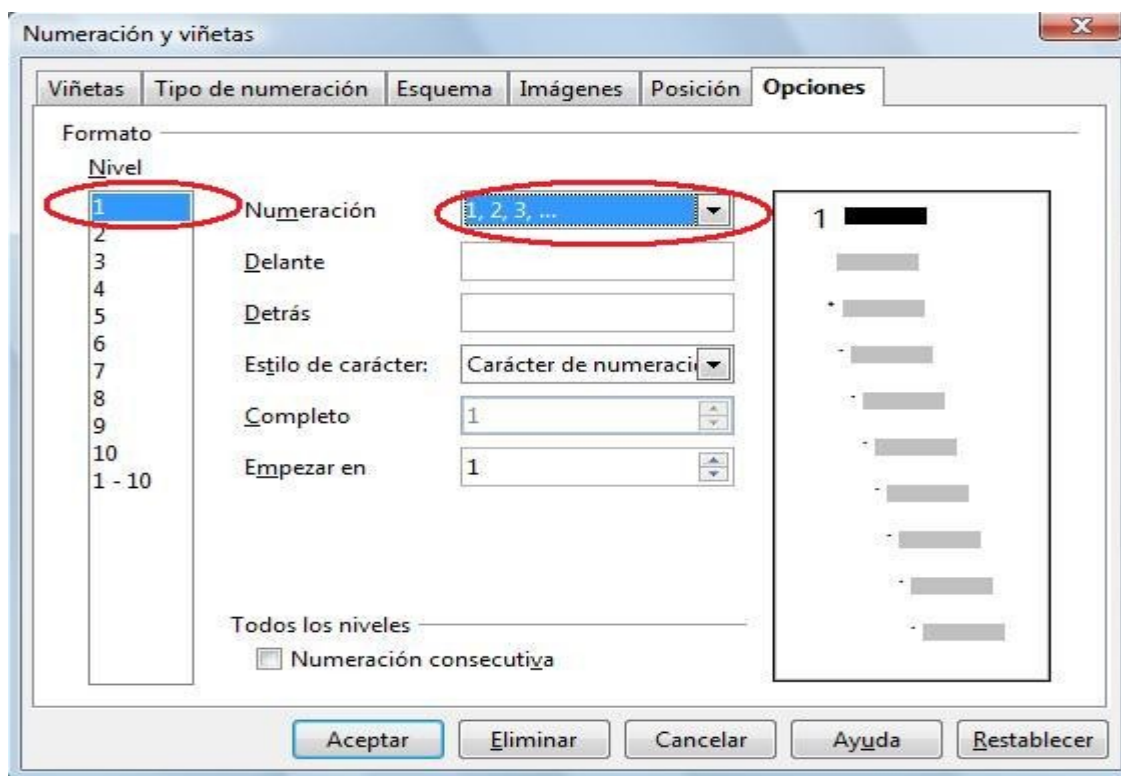 Numeración y viñetas
Viñetas Tipo de numeración Esquema Imágenes Posición Opciones
Formato
Nivel
1
2
3
4
5
6
7
8
9
10
1 - 10
Numeración 1, 2, 3, ...
Delante
Detrás
Estilo de carácter: Carácter de numeraci
Completo 1
Empezar en 1
Todos los niveles
Numeración consecutiva
1
Aceptar Eliminar Cancelar Ayuda Restablecer